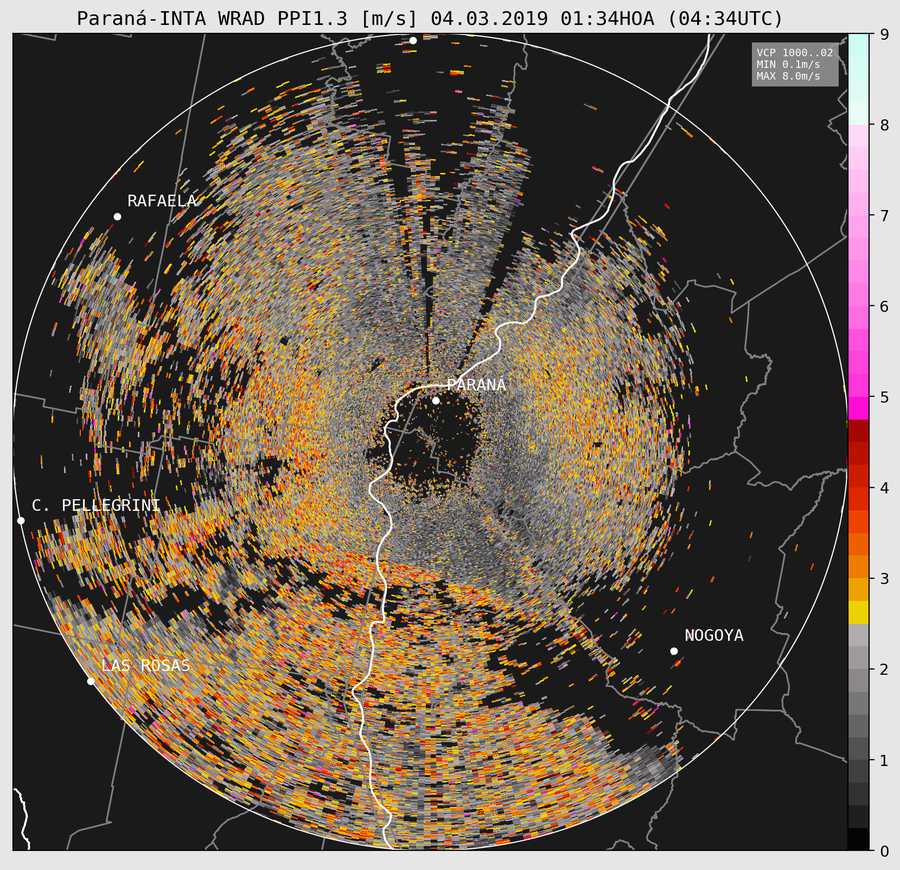 Paraná-INTA WRAD PPI1.3 [m/s] 04.03.2019 01:34HOA (04:34UTC)
VCP 1000..02
MIN 0.1m/s
MAX 8.0m/s
9
8
7
6
5
4
3
2
1
0
RAFAELA
PARANÁ
C. PELLEGRINI
NOGOYA
LAS ROSAS